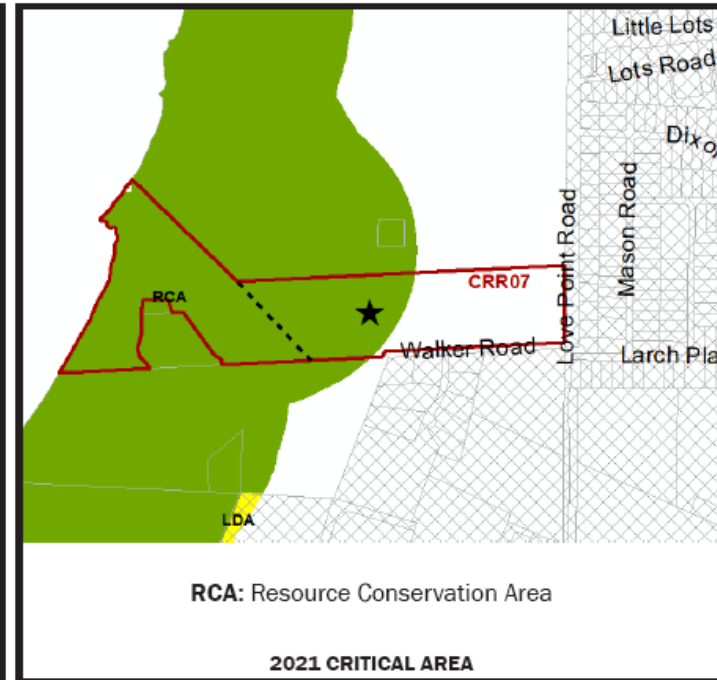 Little Lots
Lots Road
Dixo
Mason Road
Love Point Road
CRR07
RCA
Walker Road
Larch Pla
LDA
RCA: Resource Conservation Area
2021 CRITICAL AREA